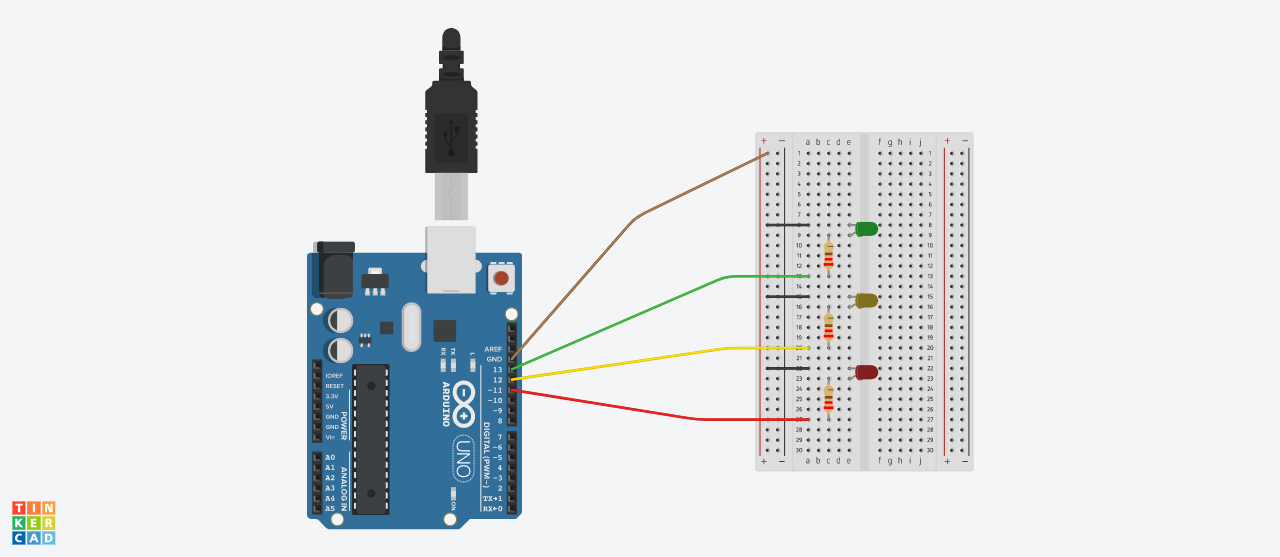 + − a b c d e f g h i j + −
1 1
2 2
3 3
4 4
5 5
6 6
7 7
8 8
9 9
10 10
11 11
12 12
13 13
14 14
15 15
16 16
17 17
18 18
19 19
20 20
21 21
22 22
23 23
24 24
25 25
26 26
27 27
28 28
29 29
30 30
+ − a b c d e f g h i j + −
AREF
GND
13
12
~11
~10
~9
8
7
~6
~5
4
~3
2
TX→1
RX←0
DIGITAL (PWM~)
RX
TX
L
ARDUINO
UNO
ON
IOREF
RESET
3.3V
5V
GND
GND
Vin
POWER
A0
A1
A2
A3
A4
A5
ANALOG IN
TIN
KER
CAD